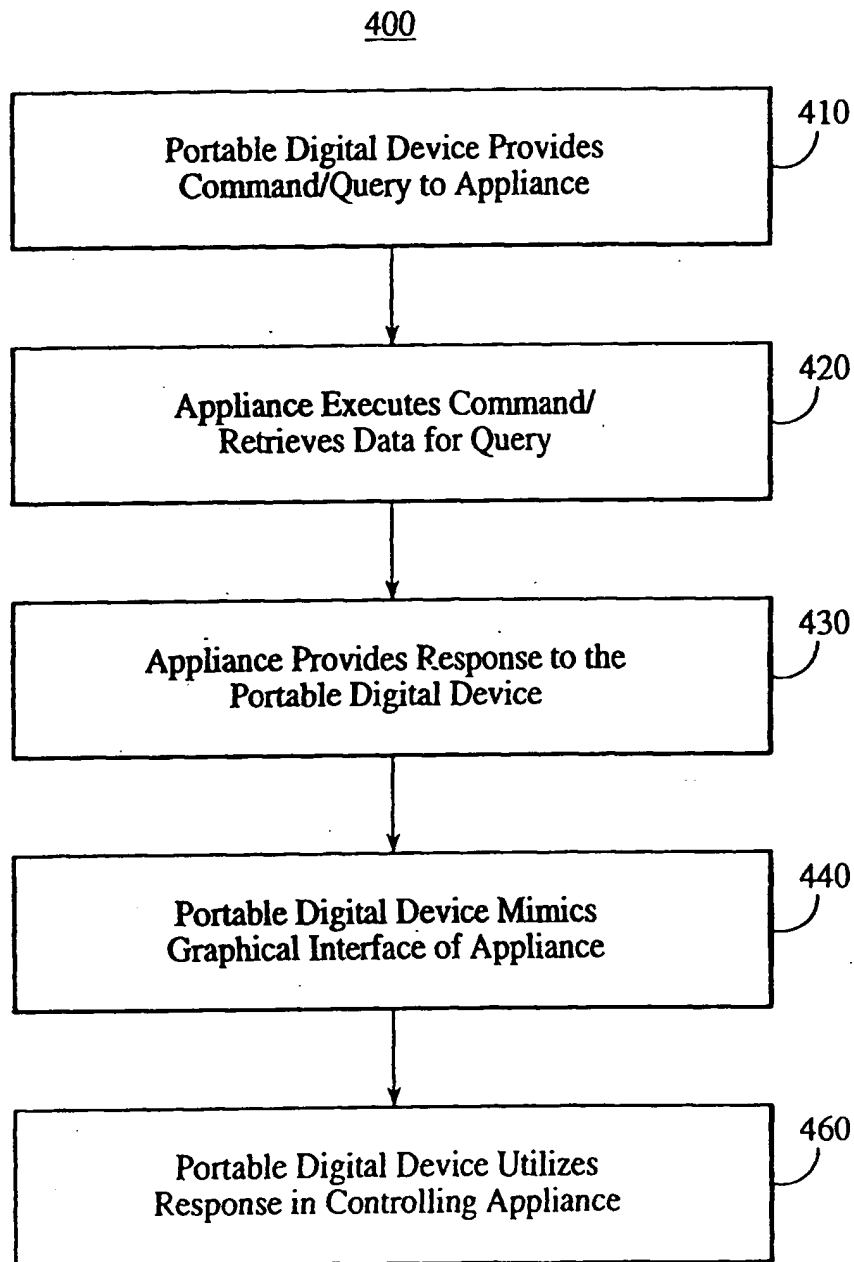 400
410
Portable Digital Device Provides
Command/Query to Appliance
420
Appliance Executes Command/
Retrieves Data for Query
430
Appliance Provides Response to the
Portable Digital Device
440
Portable Digital Device Mimics
Graphical Interface of Appliance
460
Portable Digital Device Utilizes
Response in Controlling Appliance